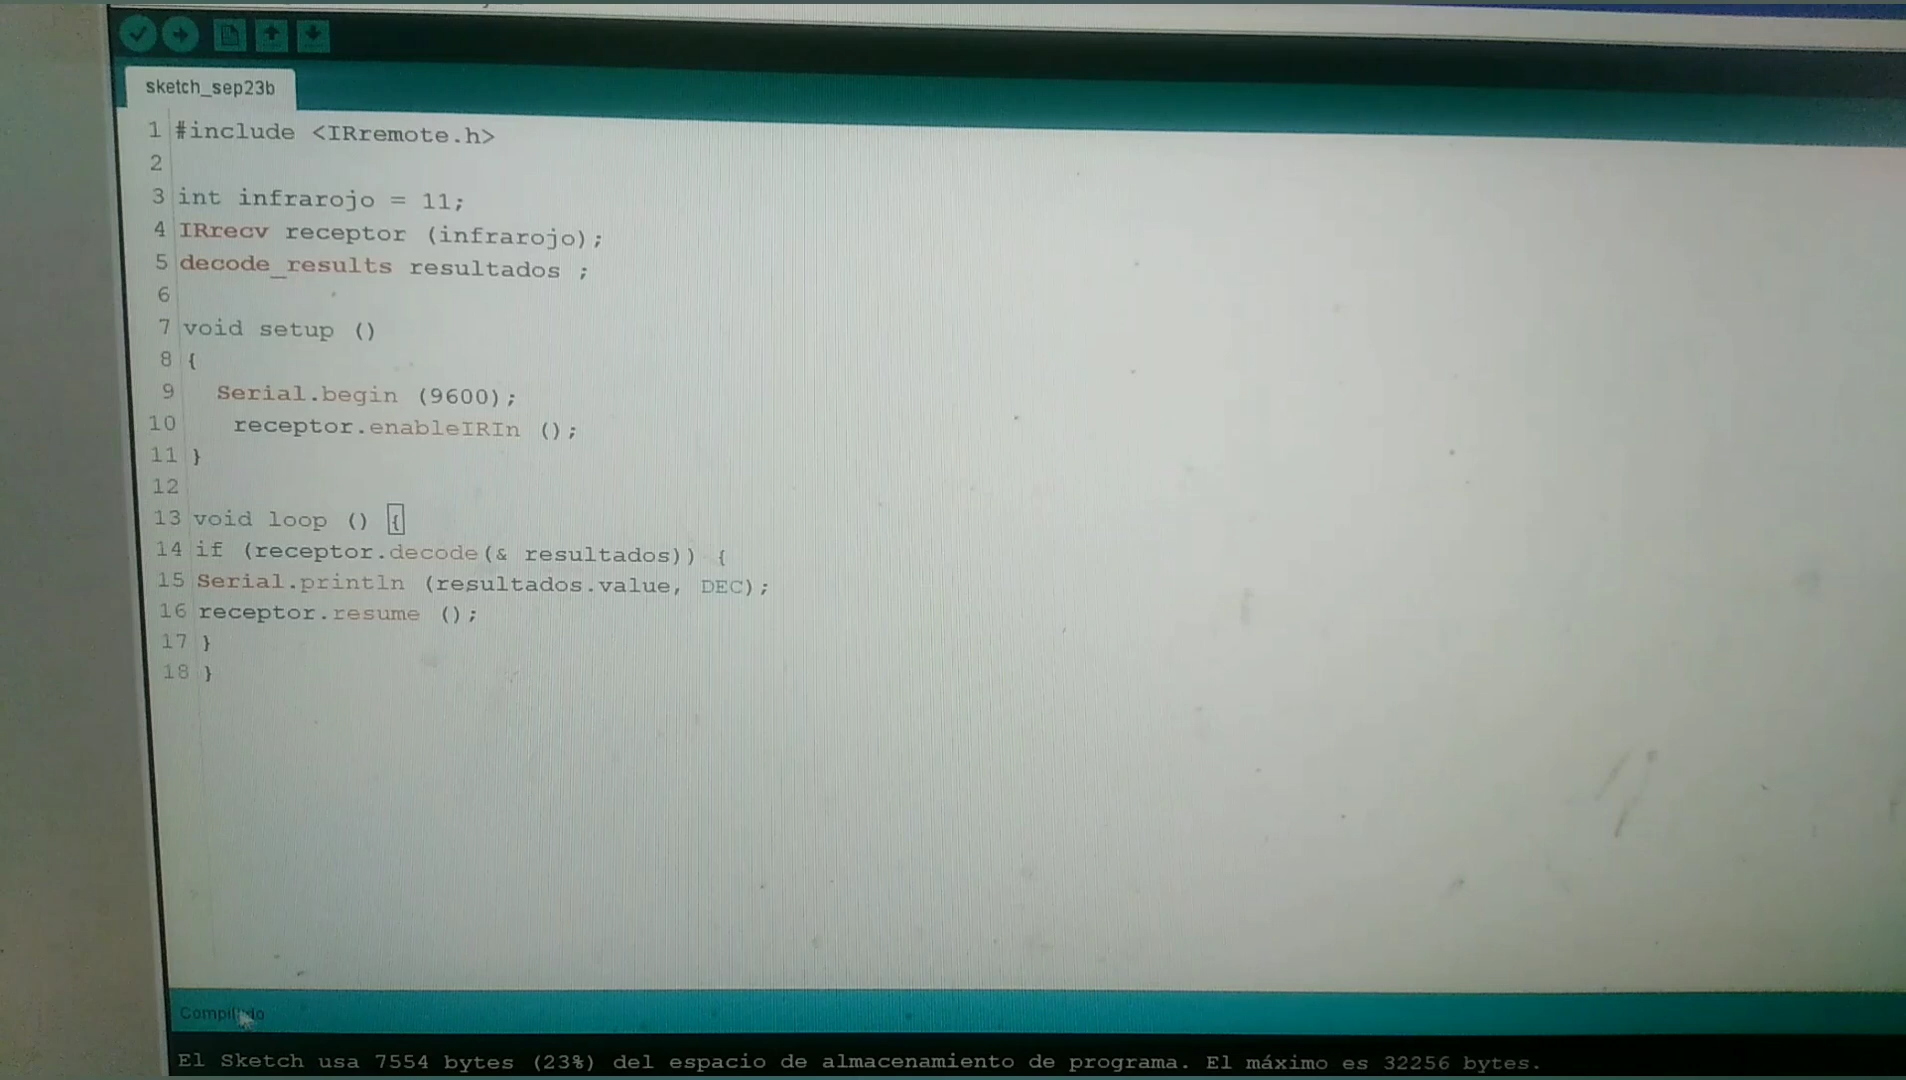 sketch_sep23b
1 #include <IRremote.h>
2
3 int infrarojo = 11;
4 IRrecv receptor (infrarojo);
5 decode_results resultados ;
6
7 void setup ()
8 {
9 Serial.begin (9600);
10 receptor.enableIRIn ();
11 }
12
13 void loop () {
14 if (receptor.decode(& resultados)) {
15 Serial.println (resultados.value, DEC);
16 receptor.resume ();
17 }
18 }
El Sketch usa 7554 bytes (23%) del espacio de almacenamiento de programa. El máximo es 32256 bytes.